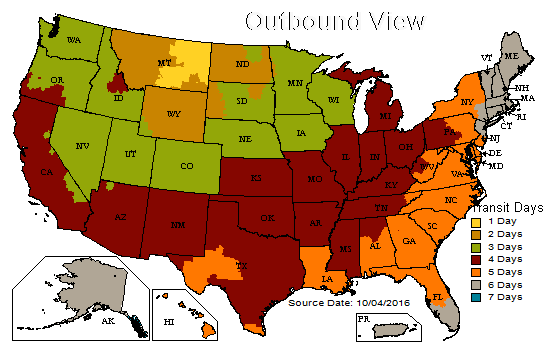 Outbound View
WA
MT
ND
MN
VT
ME
OR
ID
SD
WI
NY
NH
MA
RI
CT
WY
MI
NE
IA
PA
NJ
NV
UT
CO
IL
IN
OH
DE
MD
WV
VA
CA
KS
MO
KY
NC
TN
AZ
NM
OK
AR
SC
MS
AL
GA
TX
LA
FL
Transit Days
1 Day
2 Days
3 Days
4 Days
5 Days
6 Days
7 Days
Source Date: 10/04/2016
AK
HI
PR